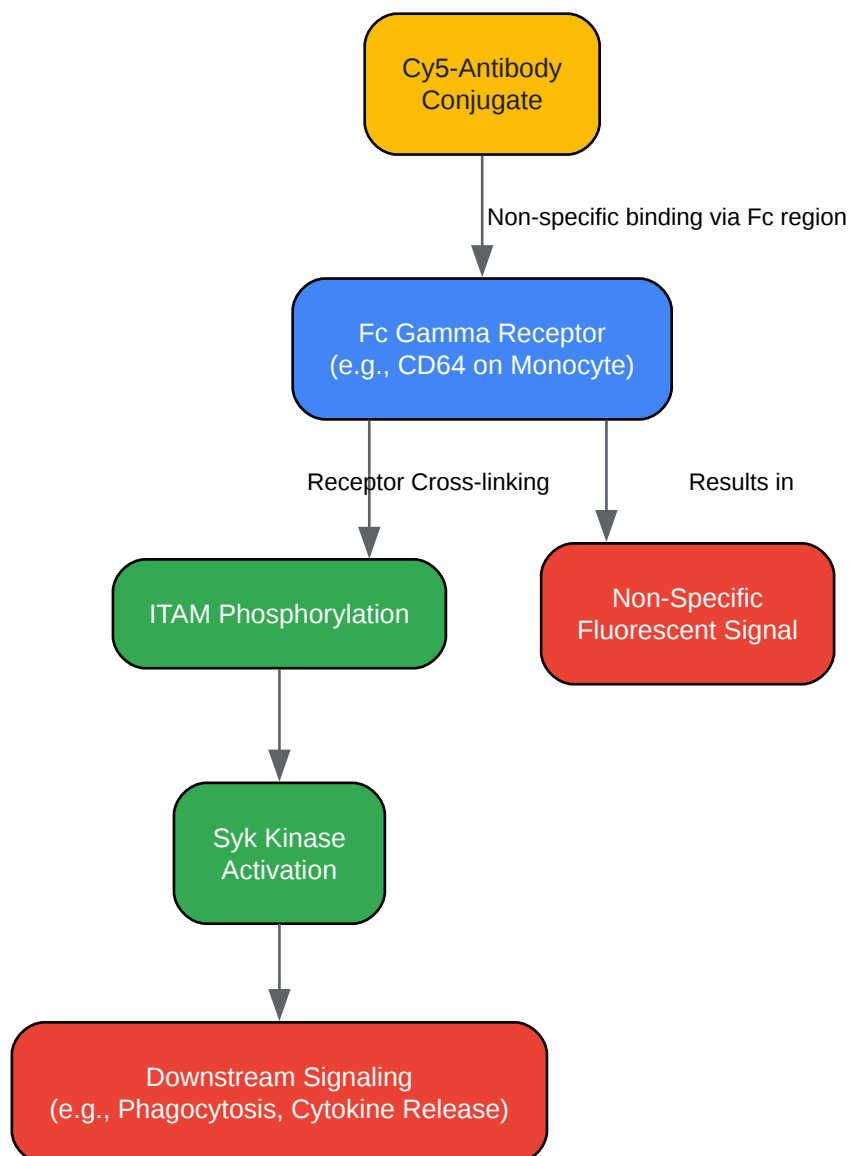 Cy5-Antibody
Conjugate
Non-specific binding via Fc region
Fc Gamma Receptor
(e.g., CD64 on Monocyte)
Receptor Cross-linking
Results in
ITAM Phosphorylation
Non-Specific
Fluorescent Signal
Syk Kinase
Activation
Downstream Signaling
(e.g., Phagocytosis, Cytokine Release)